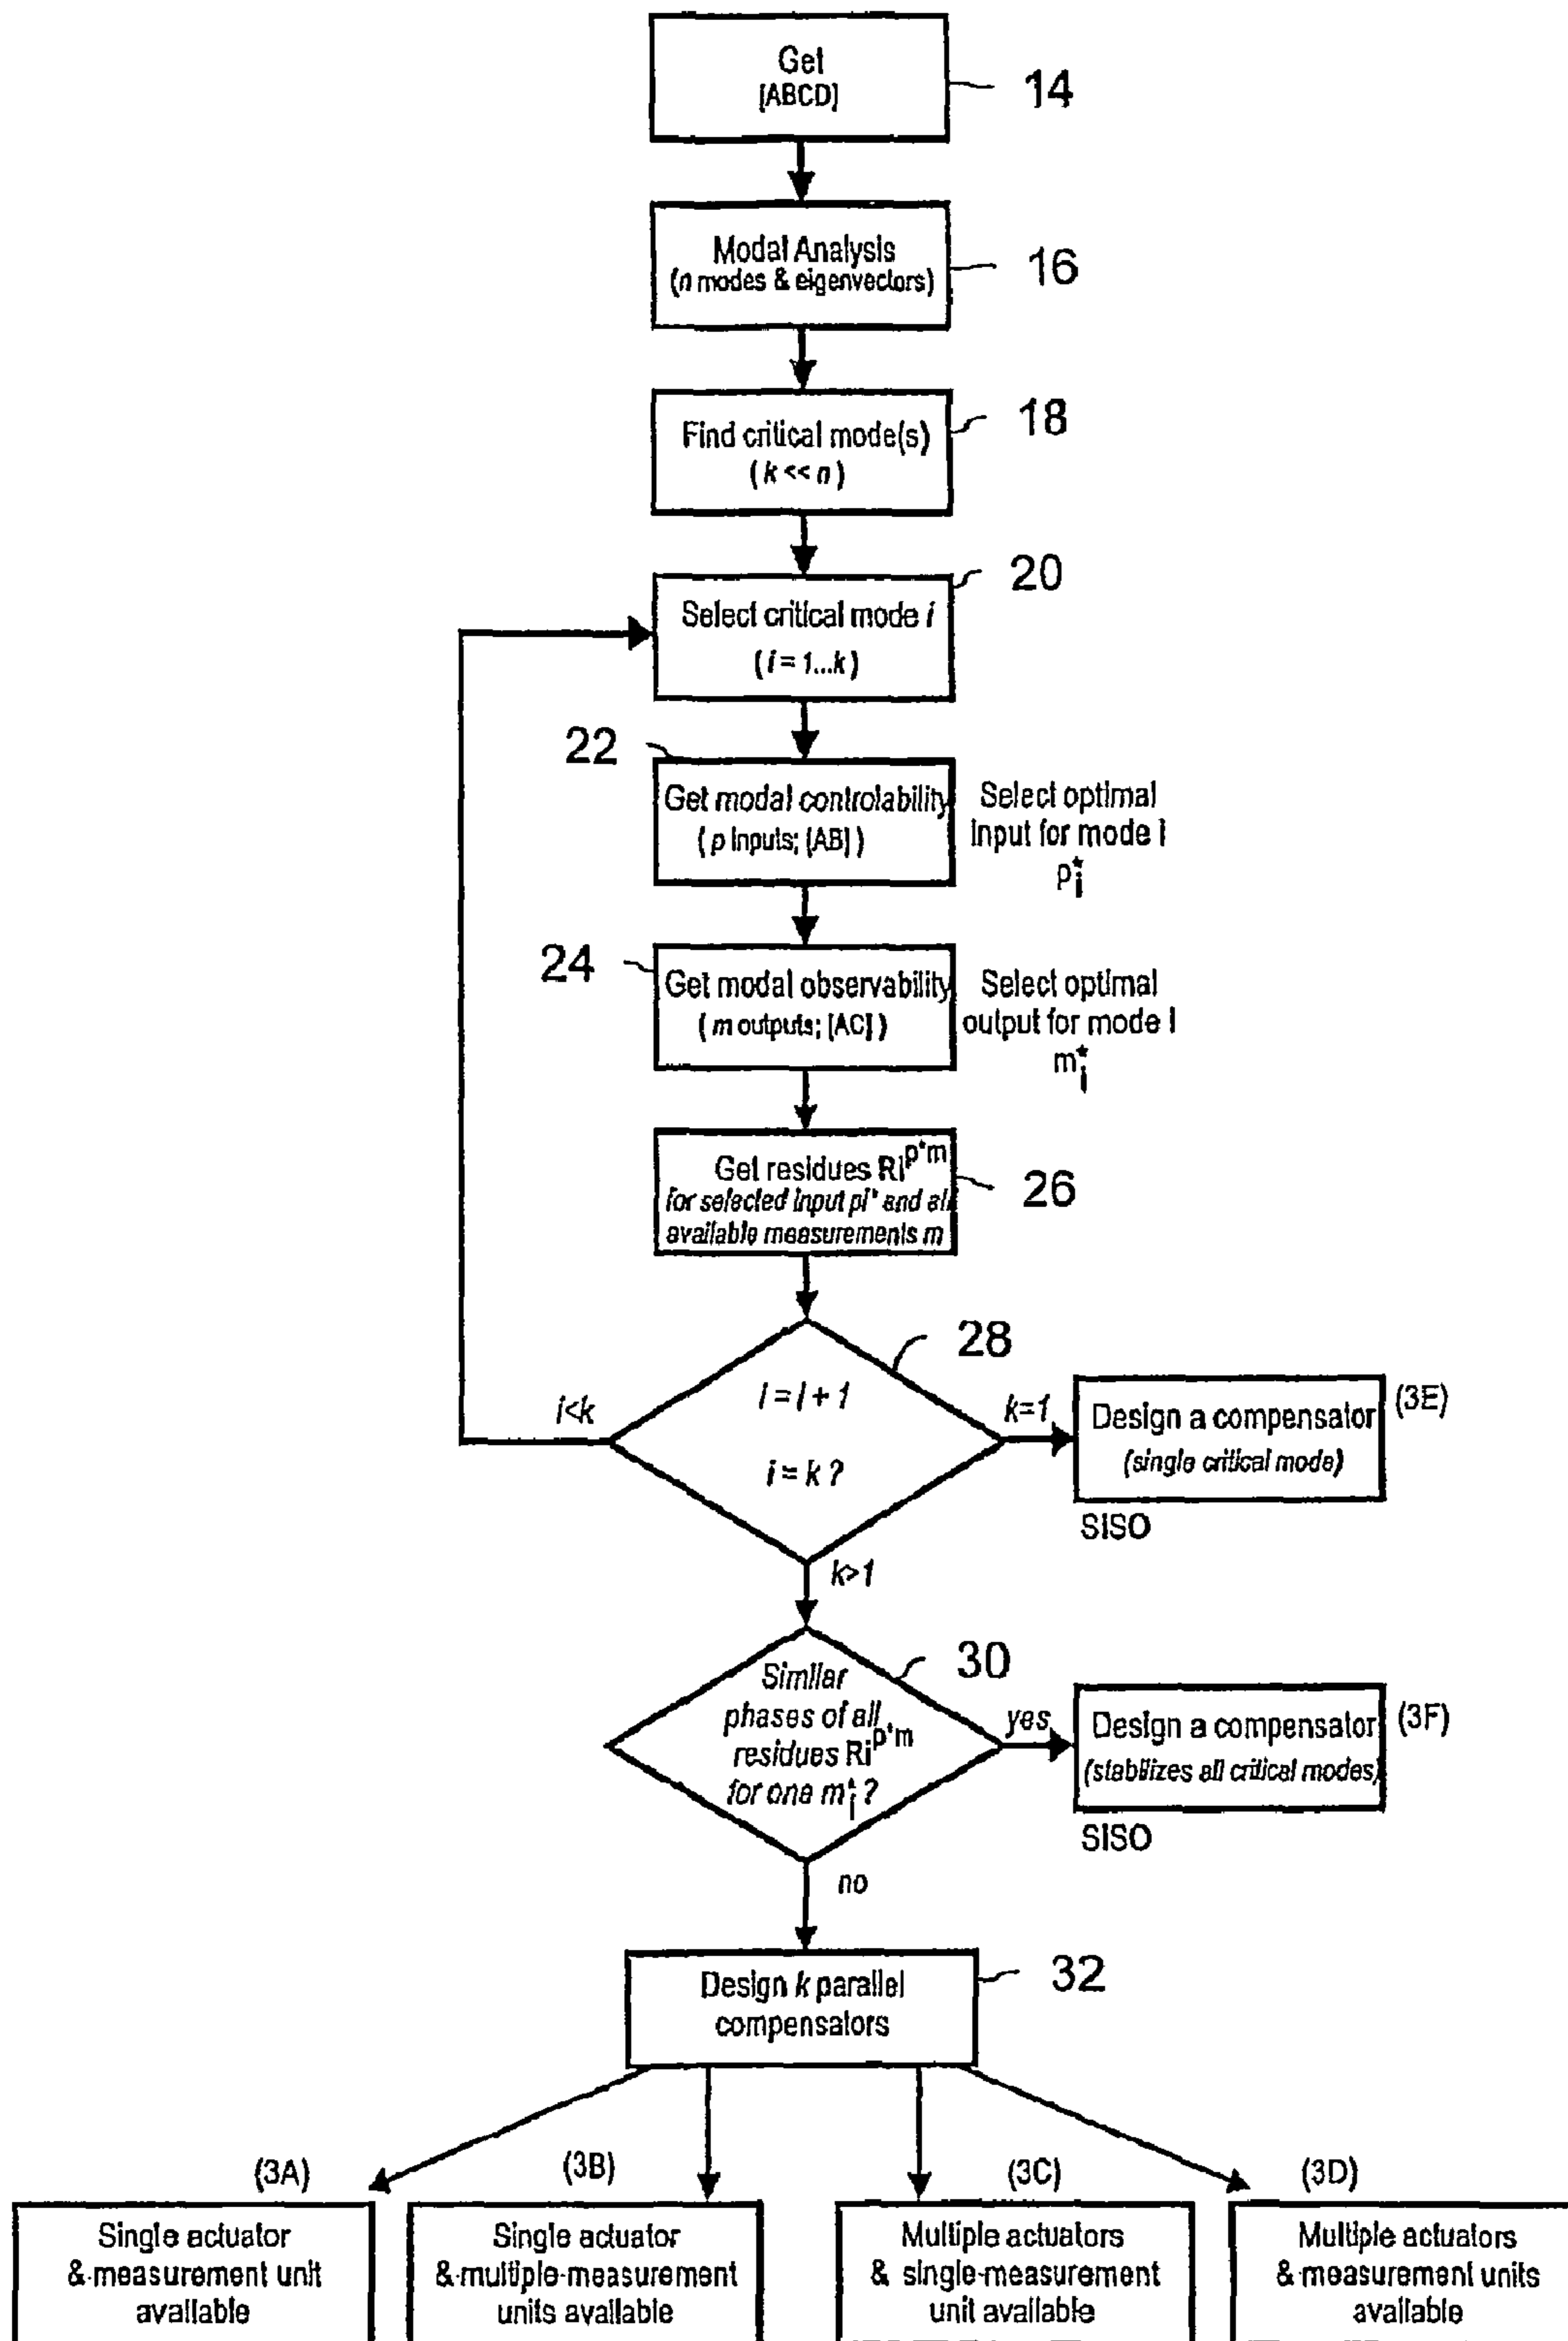 Get
[ABCD]
14
Modal Analysis
(n modes & eigenvectors)
16
Find critical mode(s)
( k << n )
18
Select critical mode i
( i = 1...k )
20
22
Get modal controlability
( p inputs; [AB] )
Select optimal
input for mode i
p*i
24
Get modal observability
( m outputs; [AC] )
Select optimal
output for mode i
m*i
Get residues Ri^p*m
for selected input pi* and all
available measurements m
26
28
i = i + 1
i = k ?
i<k
k=1
Design a compensator
(single critical mode)
(3E)
SISO
k>1
30
Similar
phases of all
residues Ri^p*m
for one m*i ?
yes
Design a compensator
(stabilizes all critical modes)
(3F)
SISO
no
Design k parallel
compensators
32
(3A)
Single actuator
& measurement unit
available
(3B)
Single actuator
& multiple-measurement
units available
(3C)
Multiple actuators
& single-measurement
unit available
(3D)
Multiple actuators
& measurement units
available